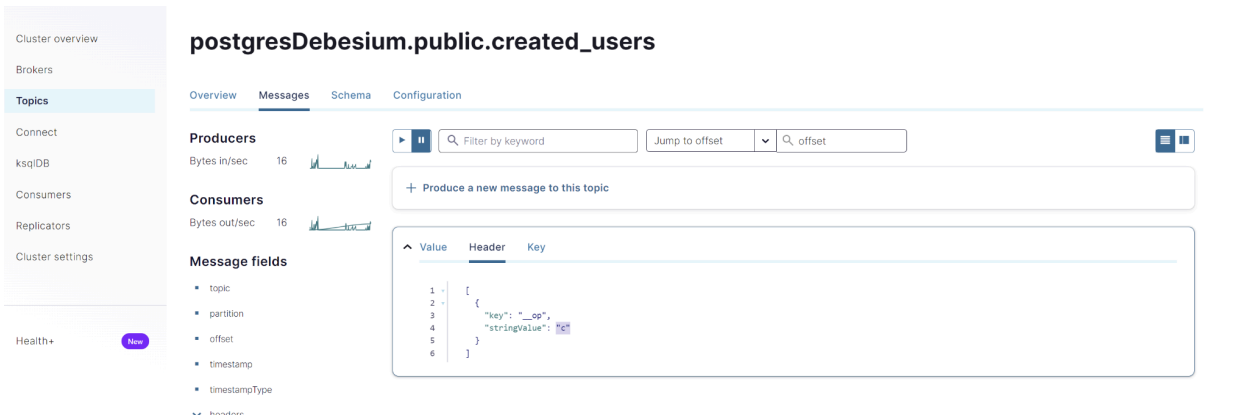 Cluster overview
Brokers
Topics
Connect
ksqlDB
Consumers
Replicators
Cluster settings
Health+
New
postgresDebesium.public.created_users
Overview Messages Schema Configuration
Producers
Bytes in/sec 16
Consumers
Bytes out/sec 16
Message fields
topic
partition
offset
timestamp
timestampType
headers
Filter by keyword Jump to offset offset
+ Produce a new message to this topic
Value Header Key
1 [
2 {
3 "key": "__op",
4 "stringValue": "c"
5 }
6 ]